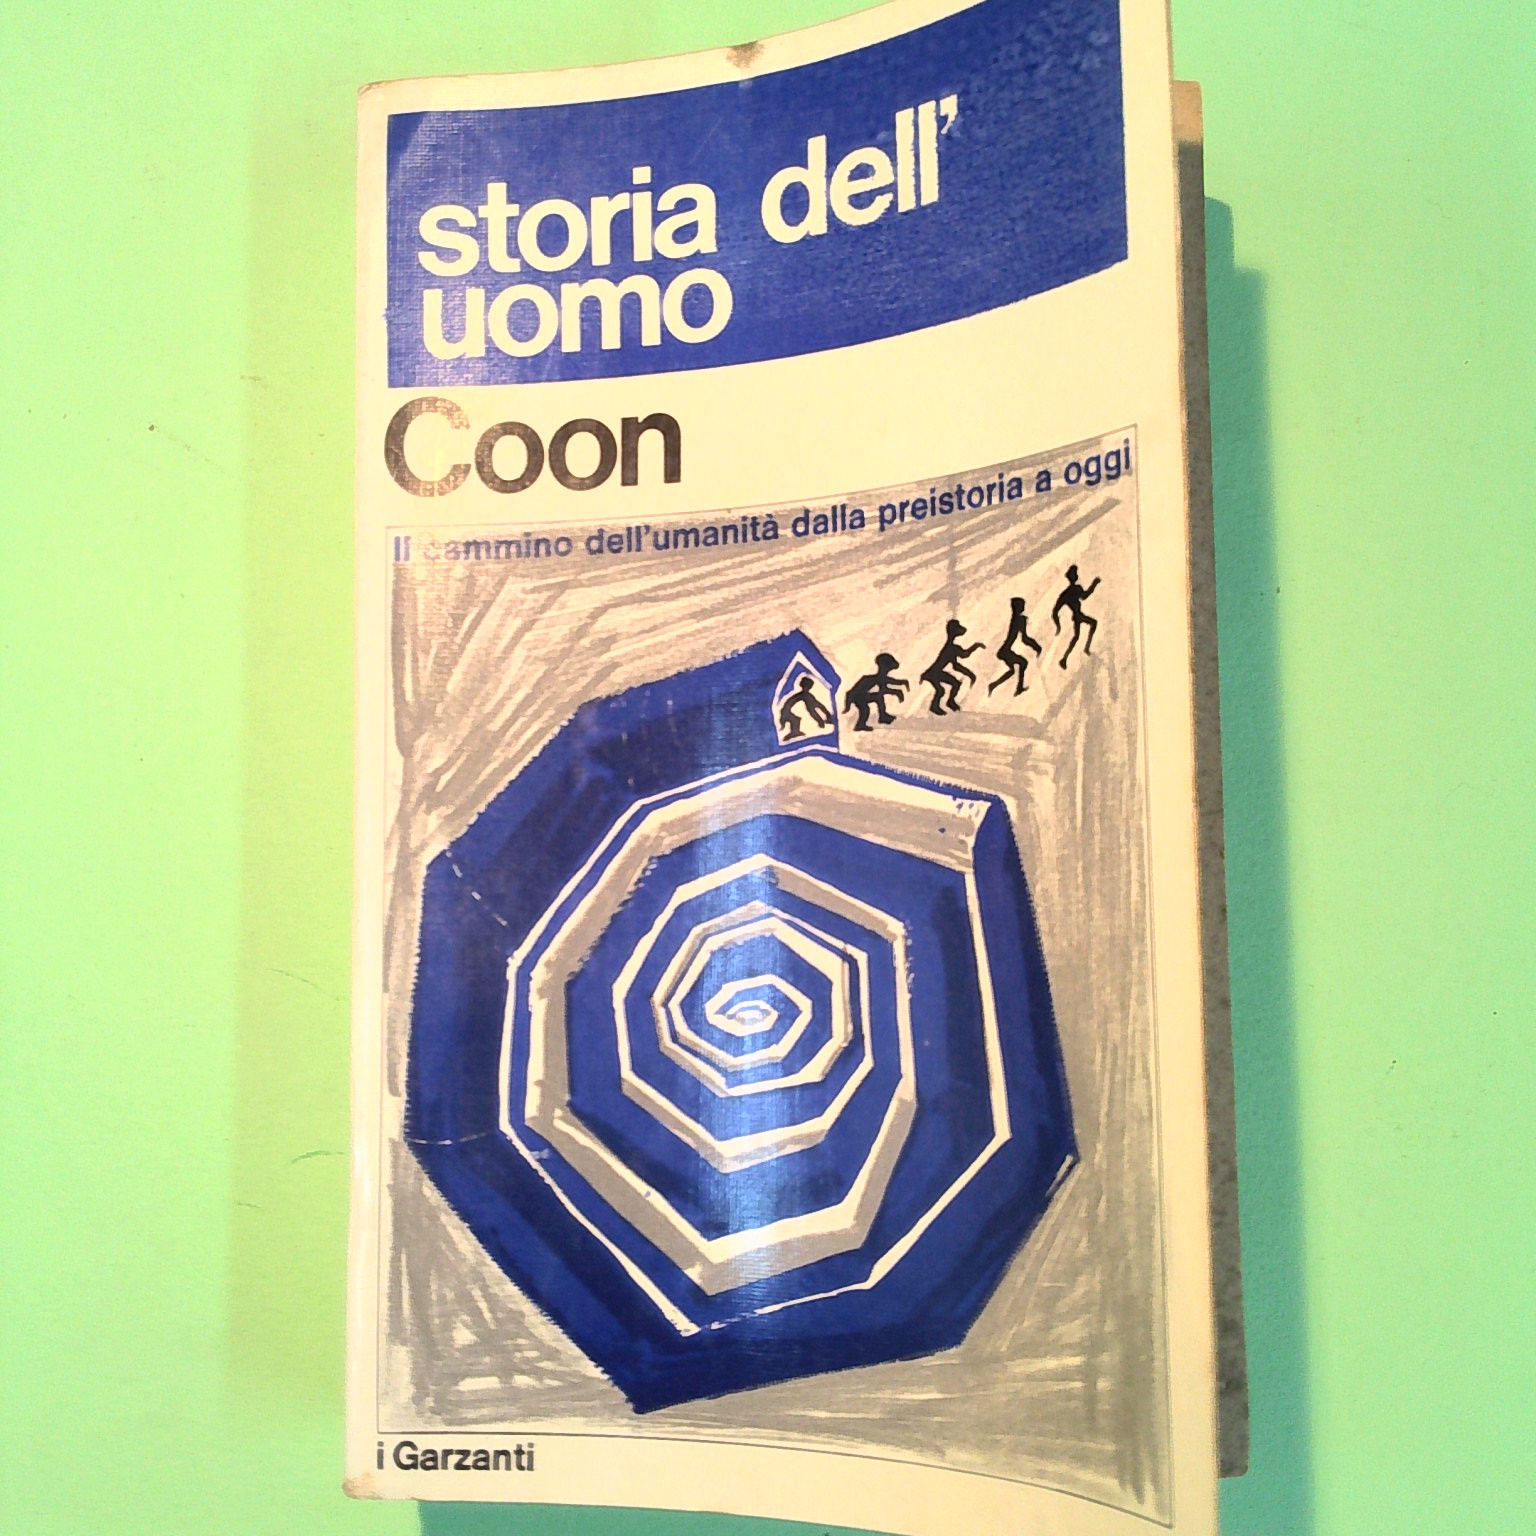 storia dell'
uomo
Coon
Il cammino dell'umanità dalla preistoria a oggi
i Garzanti